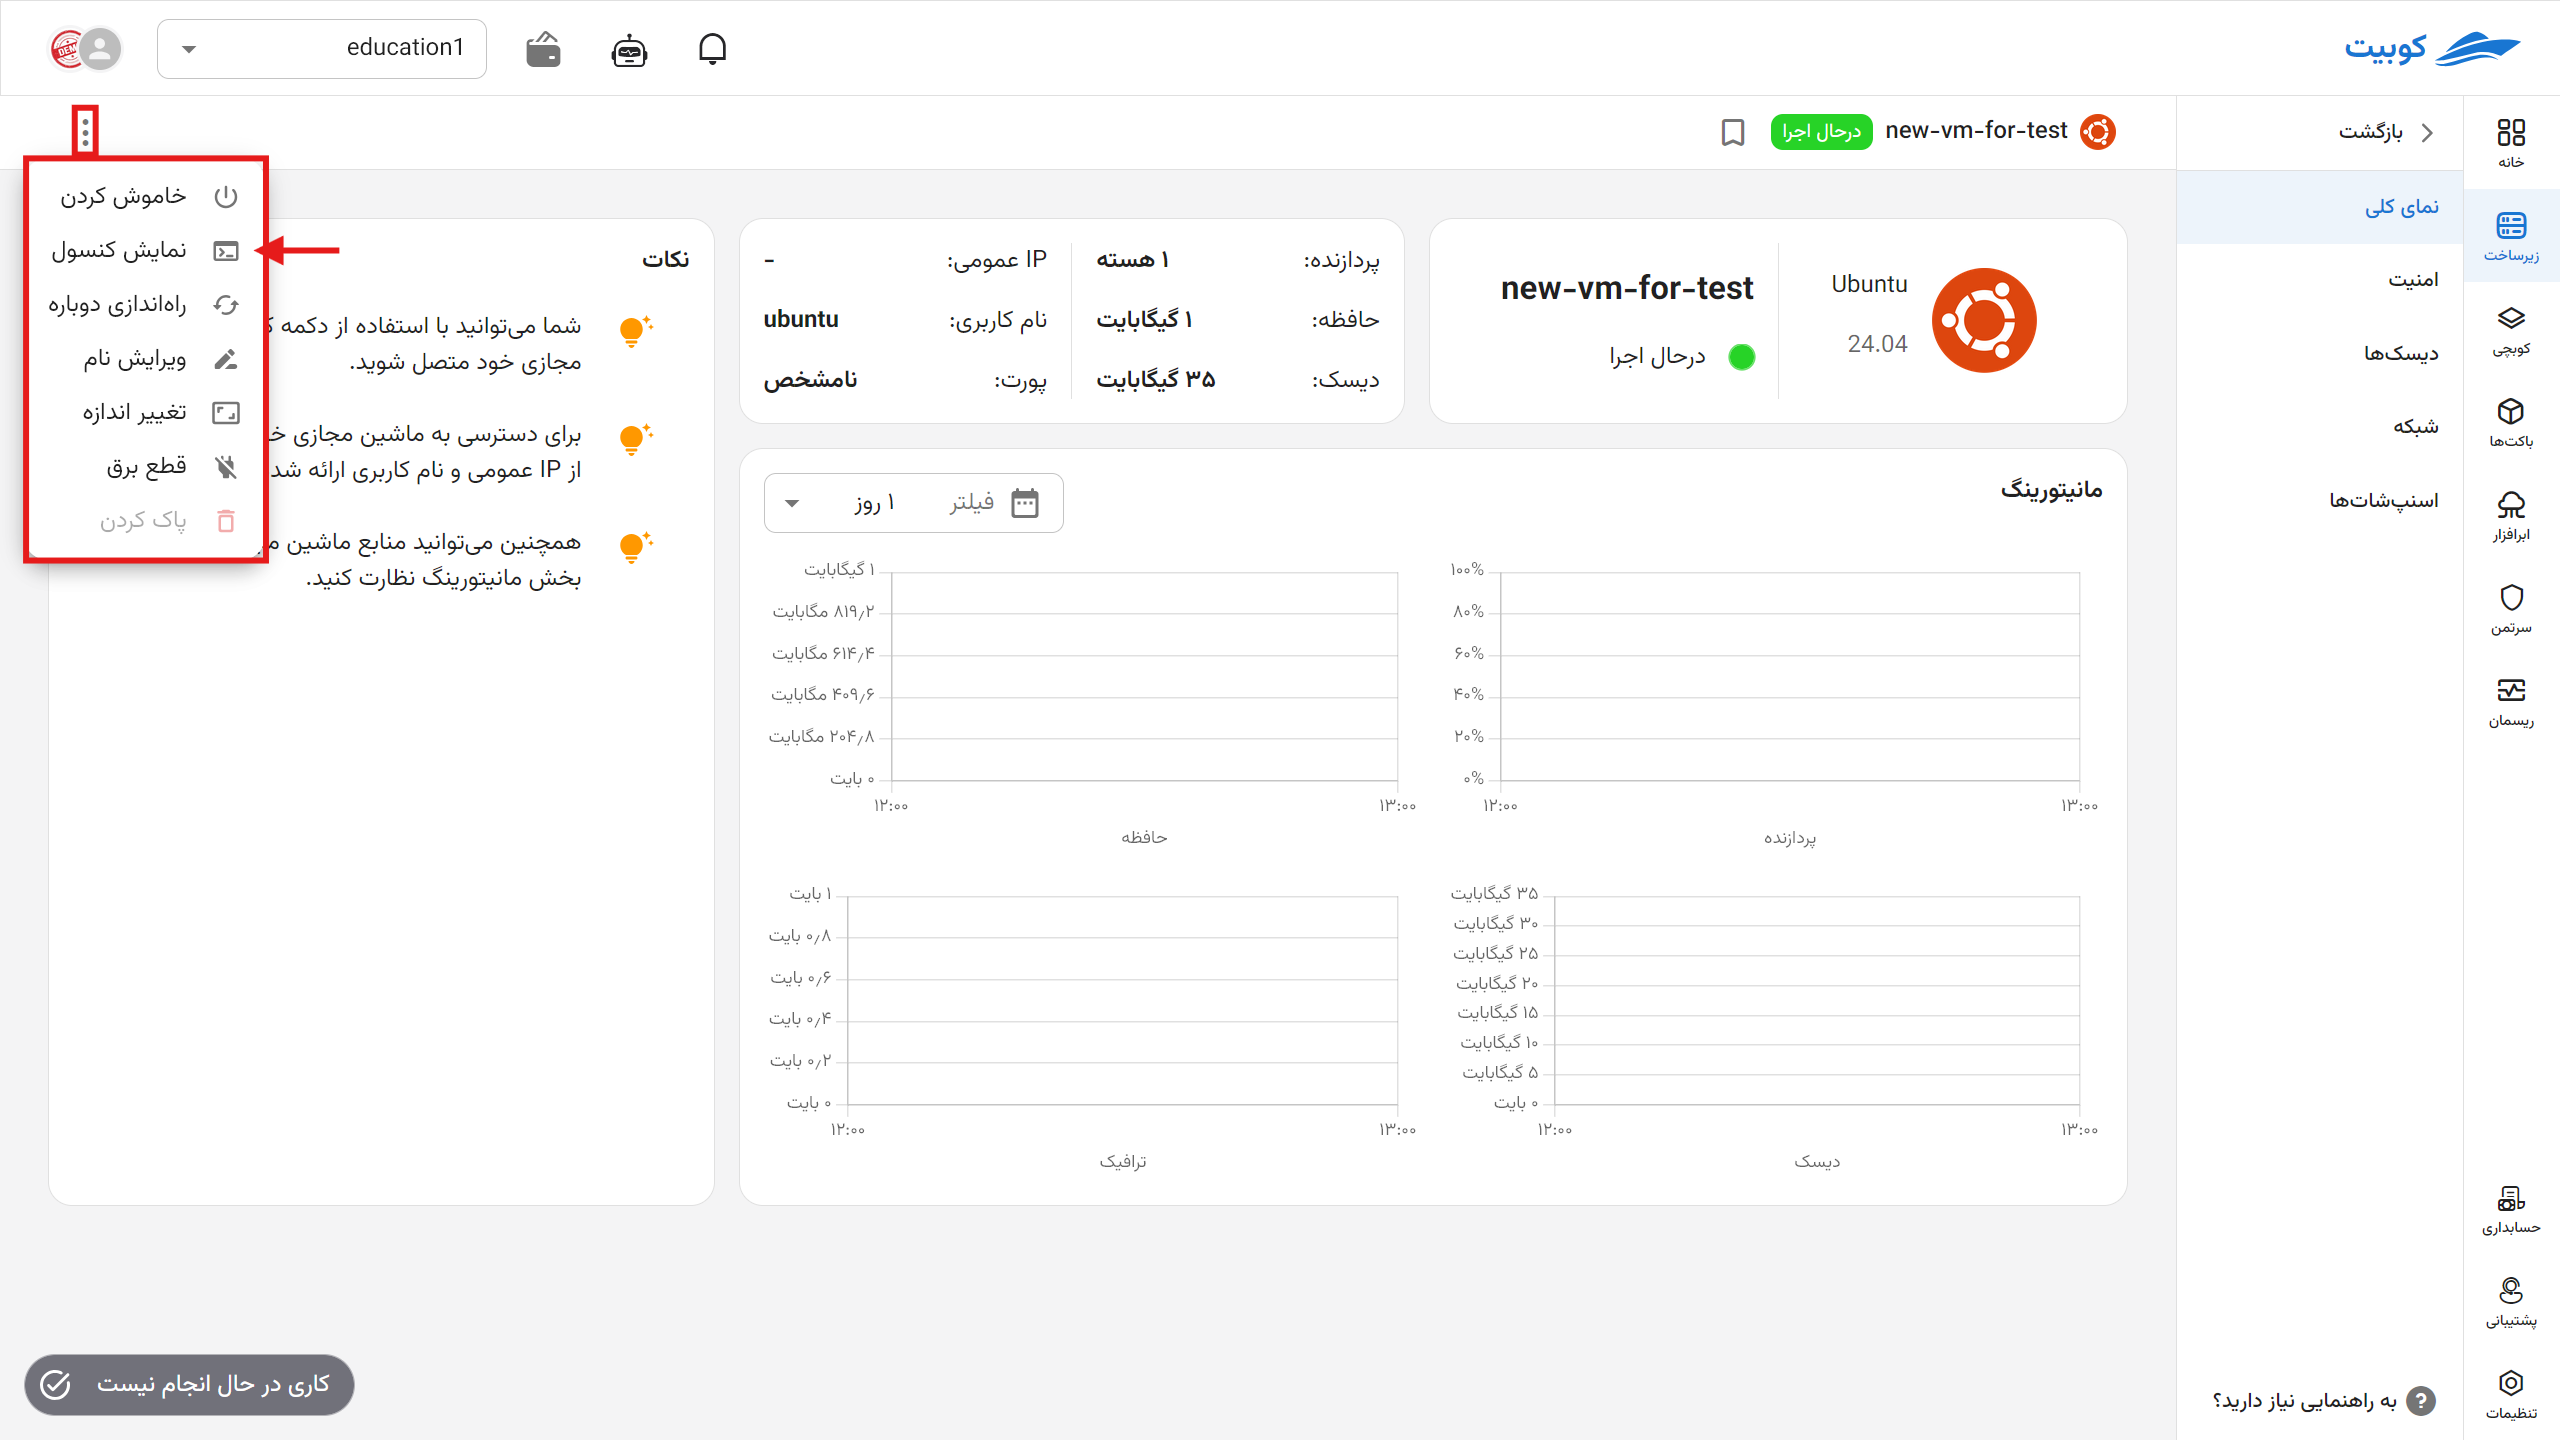 کوبیت
education1
خانه
زیرساخت
کوبچی
باکت‌ها
ابرافزار
سرتمن
ریسمان
حسابداری
پشتیبانی
تنظیمات
بازگشت
نمای کلی
امنیت
دیسک‌ها
شبکه
اسنپ‌شات‌ها
به راهنمایی نیاز دارید؟
new-vm-for-test
درحال اجرا
Ubuntu
24.04
new-vm-for-test
درحال اجرا
پردازنده: ۱ هسته
حافظه: ۱ گیگابایت
دیسک: ۳۵ گیگابایت
IP عمومی: -
نام کاربری: ubuntu
پورت: نامشخص
مانیتورینگ
فیلتر ۱ روز
۱۰۰%
۸۰%
۶۰%
۴۰%
۲۰%
۰%
۱۲:۰۰ ۱۳:۰۰
پردازنده
۱ گیگابایت
۸۱۹٫۲ مگابایت
۶۱۴٫۴ مگابایت
۴۰۹٫۶ مگابایت
۲۰۴٫۸ مگابایت
۰ بایت
۱۲:۰۰ ۱۳:۰۰
حافظه
۳۵ گیگابایت
۳۰ گیگابایت
۲۵ گیگابایت
۲۰ گیگابایت
۱۵ گیگابایت
۱۰ گیگابایت
۵ گیگابایت
۰ بایت
۱۲:۰۰ ۱۳:۰۰
دیسک
۱ بایت
۰٫۸ بایت
۰٫۶ بایت
۰٫۴ بایت
۰٫۲ بایت
۰ بایت
۱۲:۰۰ ۱۳:۰۰
ترافیک
نکات
شما می‌توانید با استفاده از دکمه
مجازی خود متصل شوید.
برای دسترسی به ماشین مجازی
از IP عمومی و نام کاربری ارائه
همچنین می‌توانید منابع ماشین
بخش مانیتورینگ نظارت کنید.
خاموش کردن
نمایش کنسول
راه‌اندازی دوباره
ویرایش نام
تغییر اندازه
قطع برق
پاک کردن
کاری در حال انجام نیست